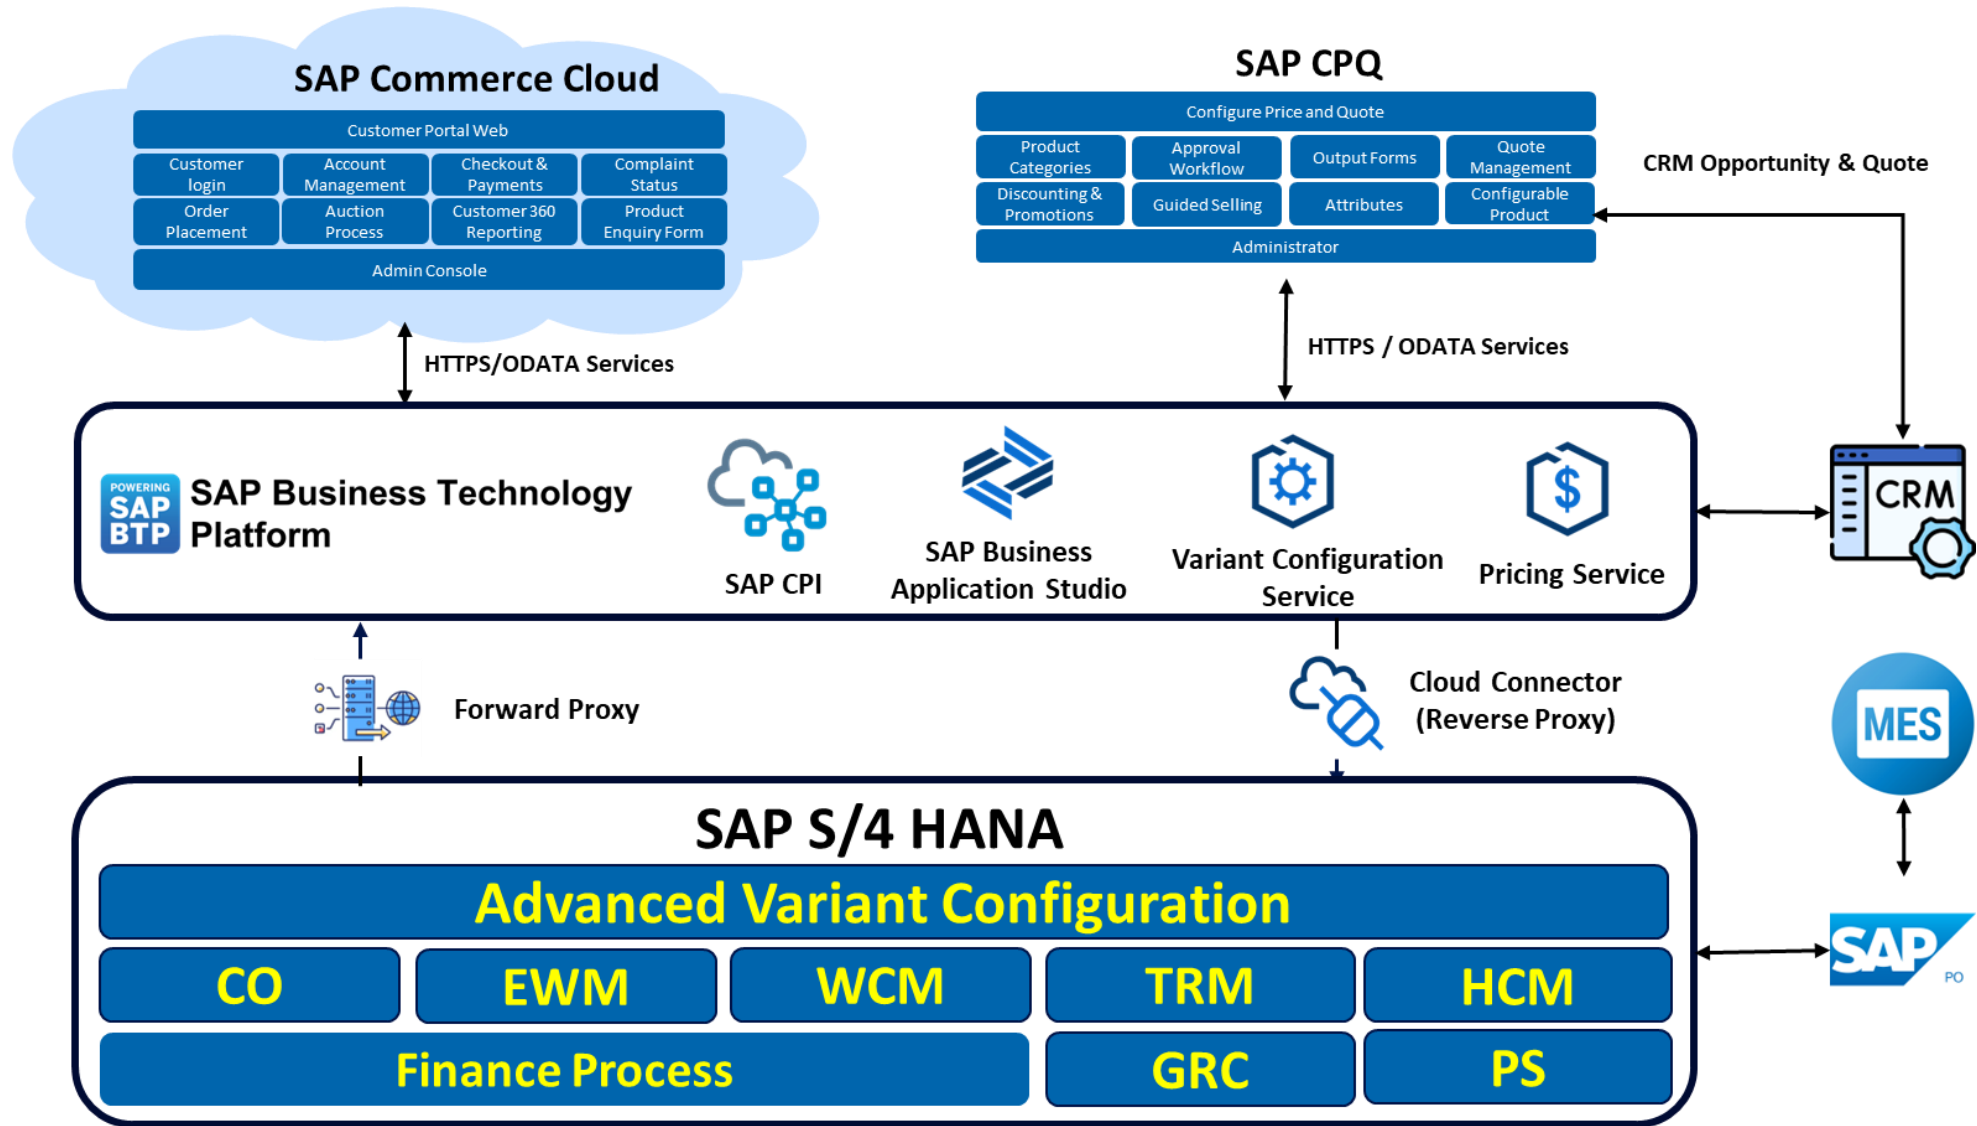 SAP Commerce Cloud
Customer Portal Web
Customer
login
Account
Management
Checkout &
Payments
Complaint
Status
Order
Placement
Auction
Process
Customer 360
Reporting
Product
Enquiry Form
Admin Console
SAP CPQ
Configure Price and Quote
Product
Categories
Approval
Workflow
Output Forms
Quote
Management
Discounting &
Promotions
Guided Selling
Attributes
Configurable
Product
Administrator
CRM Opportunity & Quote
HTTPS/ODATA Services
HTTPS / ODATA Services
POWERING
SAP
BTP
SAP Business Technology
Platform
SAP CPI
SAP Business
Application Studio
Variant Configuration
Service
$
Pricing Service
CRM
Forward Proxy
Cloud Connector
(Reverse Proxy)
MES
SAP S/4 HANA
Advanced Variant Configuration
CO
EWM
WCM
TRM
HCM
Finance Process
GRC
PS
SAP
PO